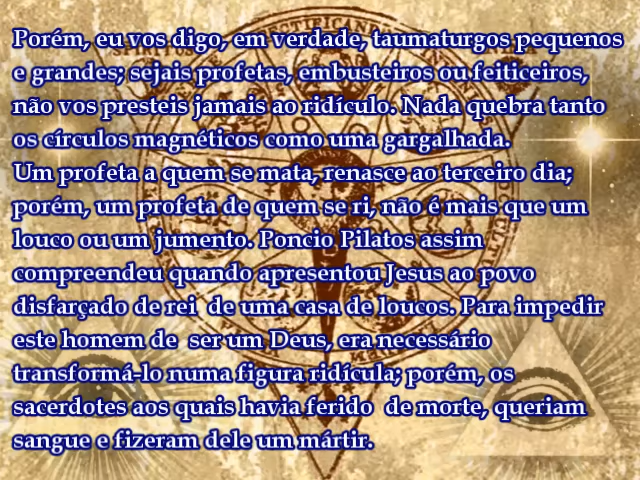 Porém, eu vos digo, em verdade, taumaturgos pequenos
e grandes; sejais profetas, embusteiros ou feiticeiros,
não vos presteis jamais ao ridículo. Nada quebra tanto
os círculos magnéticos como uma gargalhada.
Um profeta a quem se mata, renasce ao terceiro dia;
porém, um profeta de quem se ri, não é mais que um
louco ou um jumento. Poncio Pilatos assim
compreendeu quando apresentou Jesus ao povo
disfarçado de rei  de uma casa de loucos. Para impedir
este homem de  ser um Deus, era necessário
transformá-lo numa figura ridícula; porém, os
sacerdotes aos quais havia ferido  de morte, queriam
sangue e fizeram dele um mártir.